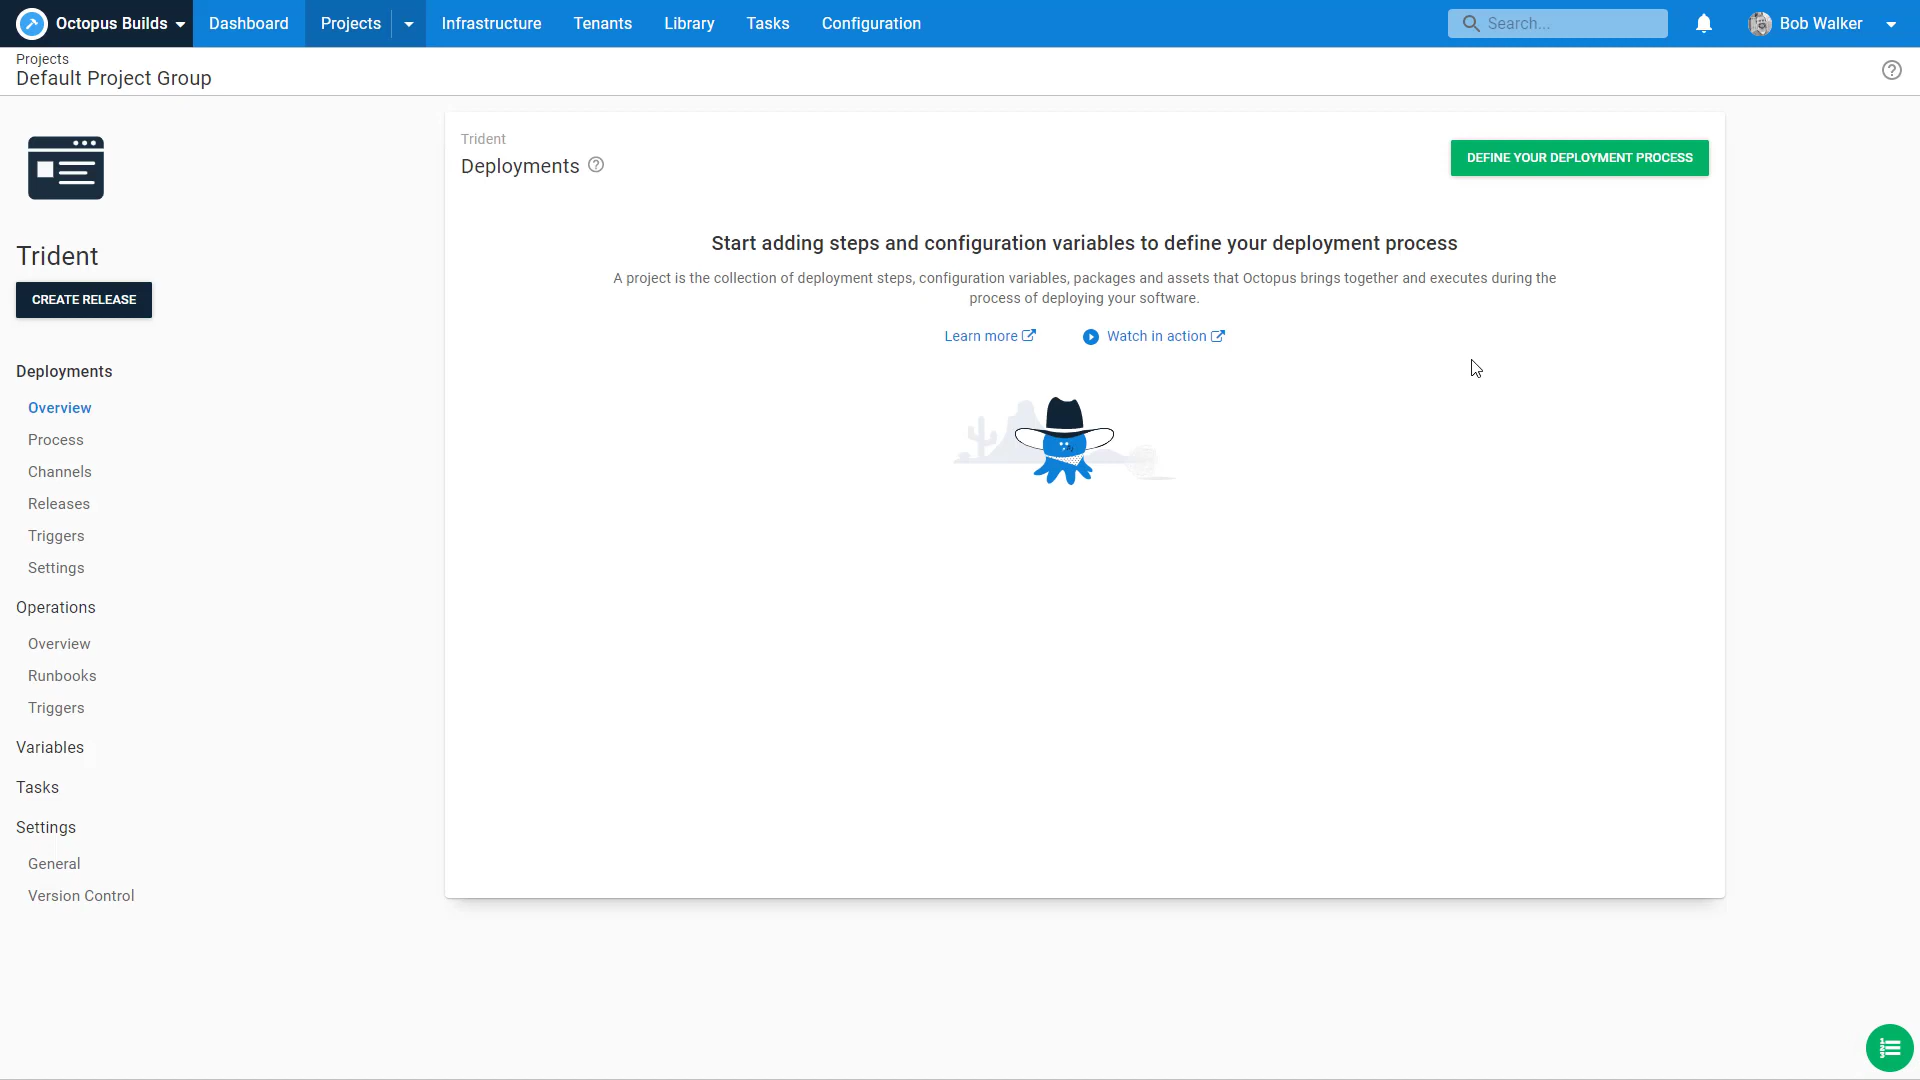 Octopus Builds
Dashboard
Projects
Infrastructure
Tenants
Library
Tasks
Configuration
Search...
Bob Walker
Projects
Default Project Group
Trident
CREATE RELEASE
Deployments
Overview
Process
Channels
Releases
Triggers
Settings
Operations
Overview
Runbooks
Triggers
Variables
Tasks
Settings
General
Version Control
Trident
Deployments
DEFINE YOUR DEPLOYMENT PROCESS
Start adding steps and configuration variables to define your deployment process
A project is the collection of deployment steps, configuration variables, packages and assets that Octopus brings together and executes during the
process of deploying your software.
Learn more
Watch in action